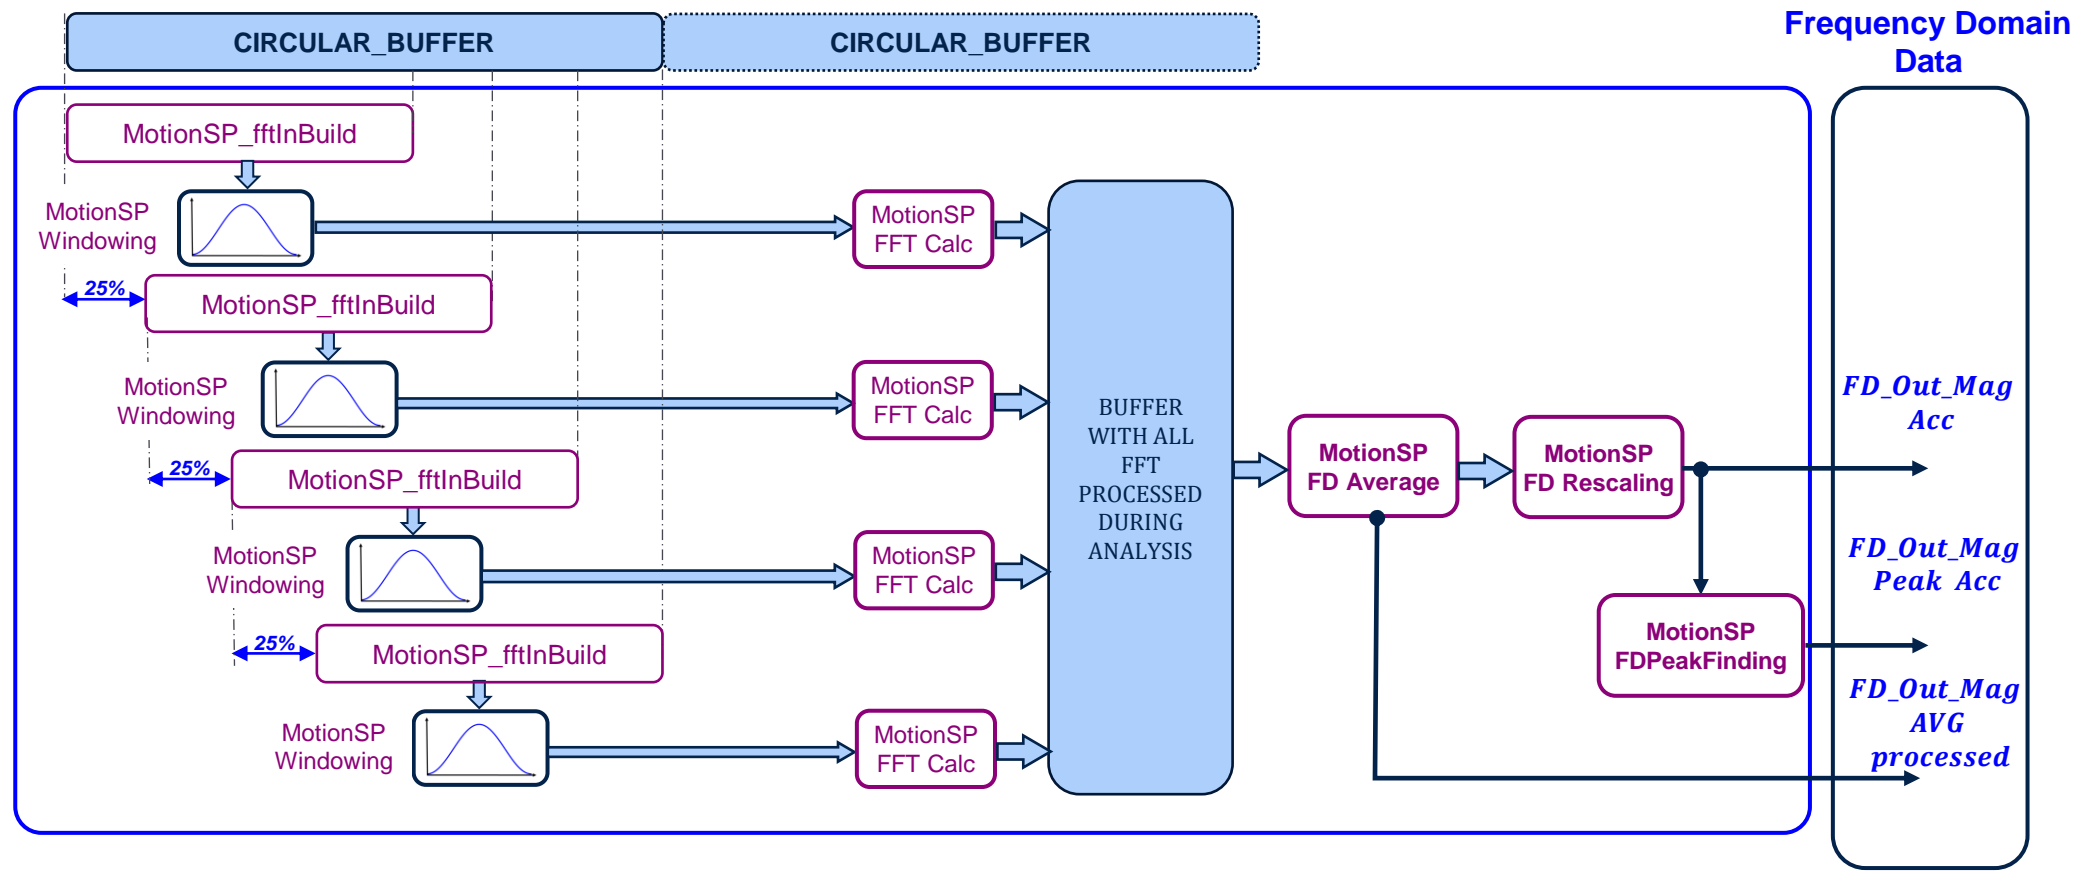 CIRCULAR_BUFFER
CIRCULAR_BUFFER
Frequency Domain
Data
MotionSP_fftInBuild
MotionSP
Windowing
MotionSP
FFT Calc
25%
MotionSP_fftInBuild
MotionSP
Windowing
MotionSP
FFT Calc
25%
MotionSP_fftInBuild
MotionSP
Windowing
MotionSP
FFT Calc
25%
MotionSP_fftInBuild
MotionSP
Windowing
MotionSP
FFT Calc
BUFFER
WITH ALL
FFT
PROCESSED
DURING
ANALYSIS
MotionSP
FD Average
MotionSP
FD Rescaling
MotionSP
FDPeakFinding
FD_Out_Mag
Acc
FD_Out_Mag
Peak Acc
FD_Out_Mag
AVG
processed